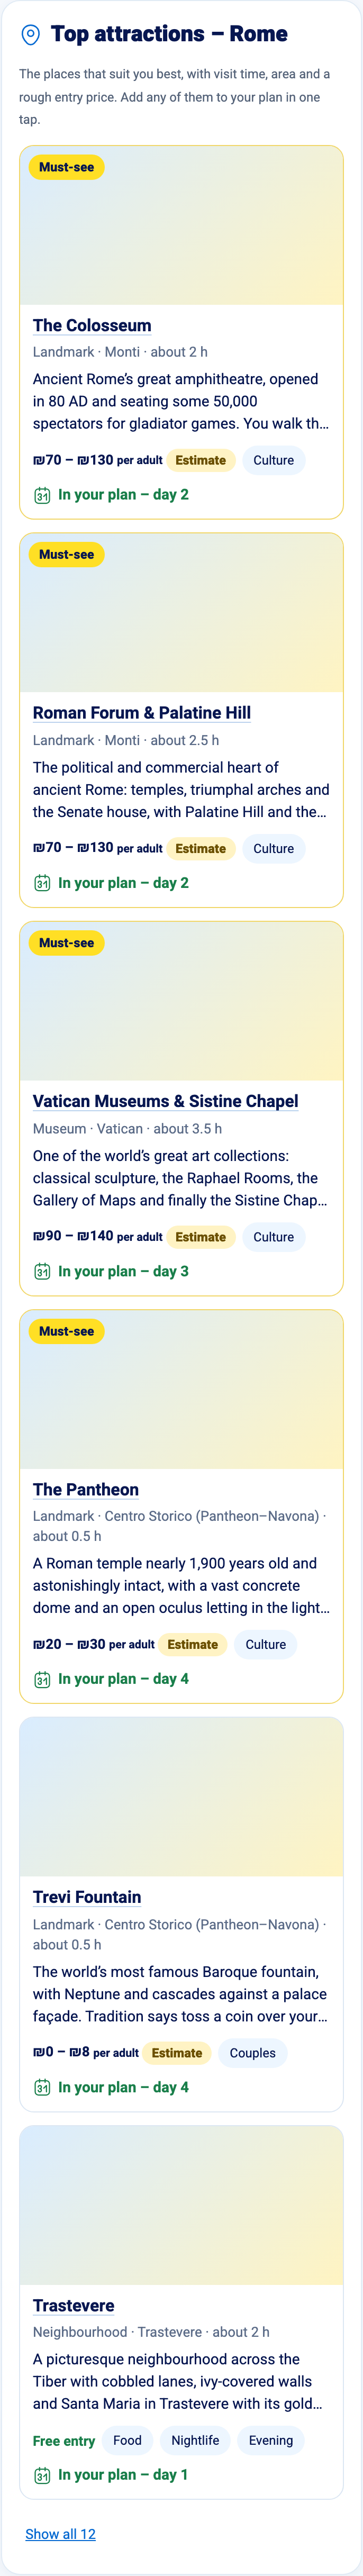 Top attractions – Rome
The places that suit you best, with visit time, area and a
rough entry price. Add any of them to your plan in one
tap.
Must-see
The Colosseum
Landmark · Monti · about 2 h
Ancient Rome’s great amphitheatre, opened
in 80 AD and seating some 50,000
spectators for gladiator games. You walk th…
₪70 – ₪130 per adult Estimate Culture
31 In your plan – day 2
Must-see
Roman Forum & Palatine Hill
Landmark · Monti · about 2.5 h
The political and commercial heart of
ancient Rome: temples, triumphal arches and
the Senate house, with Palatine Hill and the…
₪70 – ₪130 per adult Estimate Culture
31 In your plan – day 2
Must-see
Vatican Museums & Sistine Chapel
Museum · Vatican · about 3.5 h
One of the world’s great art collections:
classical sculpture, the Raphael Rooms, the
Gallery of Maps and finally the Sistine Chap…
₪90 – ₪140 per adult Estimate Culture
31 In your plan – day 3
Must-see
The Pantheon
Landmark · Centro Storico (Pantheon–Navona) ·
about 0.5 h
A Roman temple nearly 1,900 years old and
astonishingly intact, with a vast concrete
dome and an open oculus letting in the light…
₪20 – ₪30 per adult Estimate Culture
31 In your plan – day 4
Trevi Fountain
Landmark · Centro Storico (Pantheon–Navona) ·
about 0.5 h
The world’s most famous Baroque fountain,
with Neptune and cascades against a palace
façade. Tradition says toss a coin over your…
₪0 – ₪8 per adult Estimate Couples
31 In your plan – day 4
Trastevere
Neighbourhood · Trastevere · about 2 h
A picturesque neighbourhood across the
Tiber with cobbled lanes, ivy-covered walls
and Santa Maria in Trastevere with its gold…
Free entry Food Nightlife Evening
31 In your plan – day 1
Show all 12